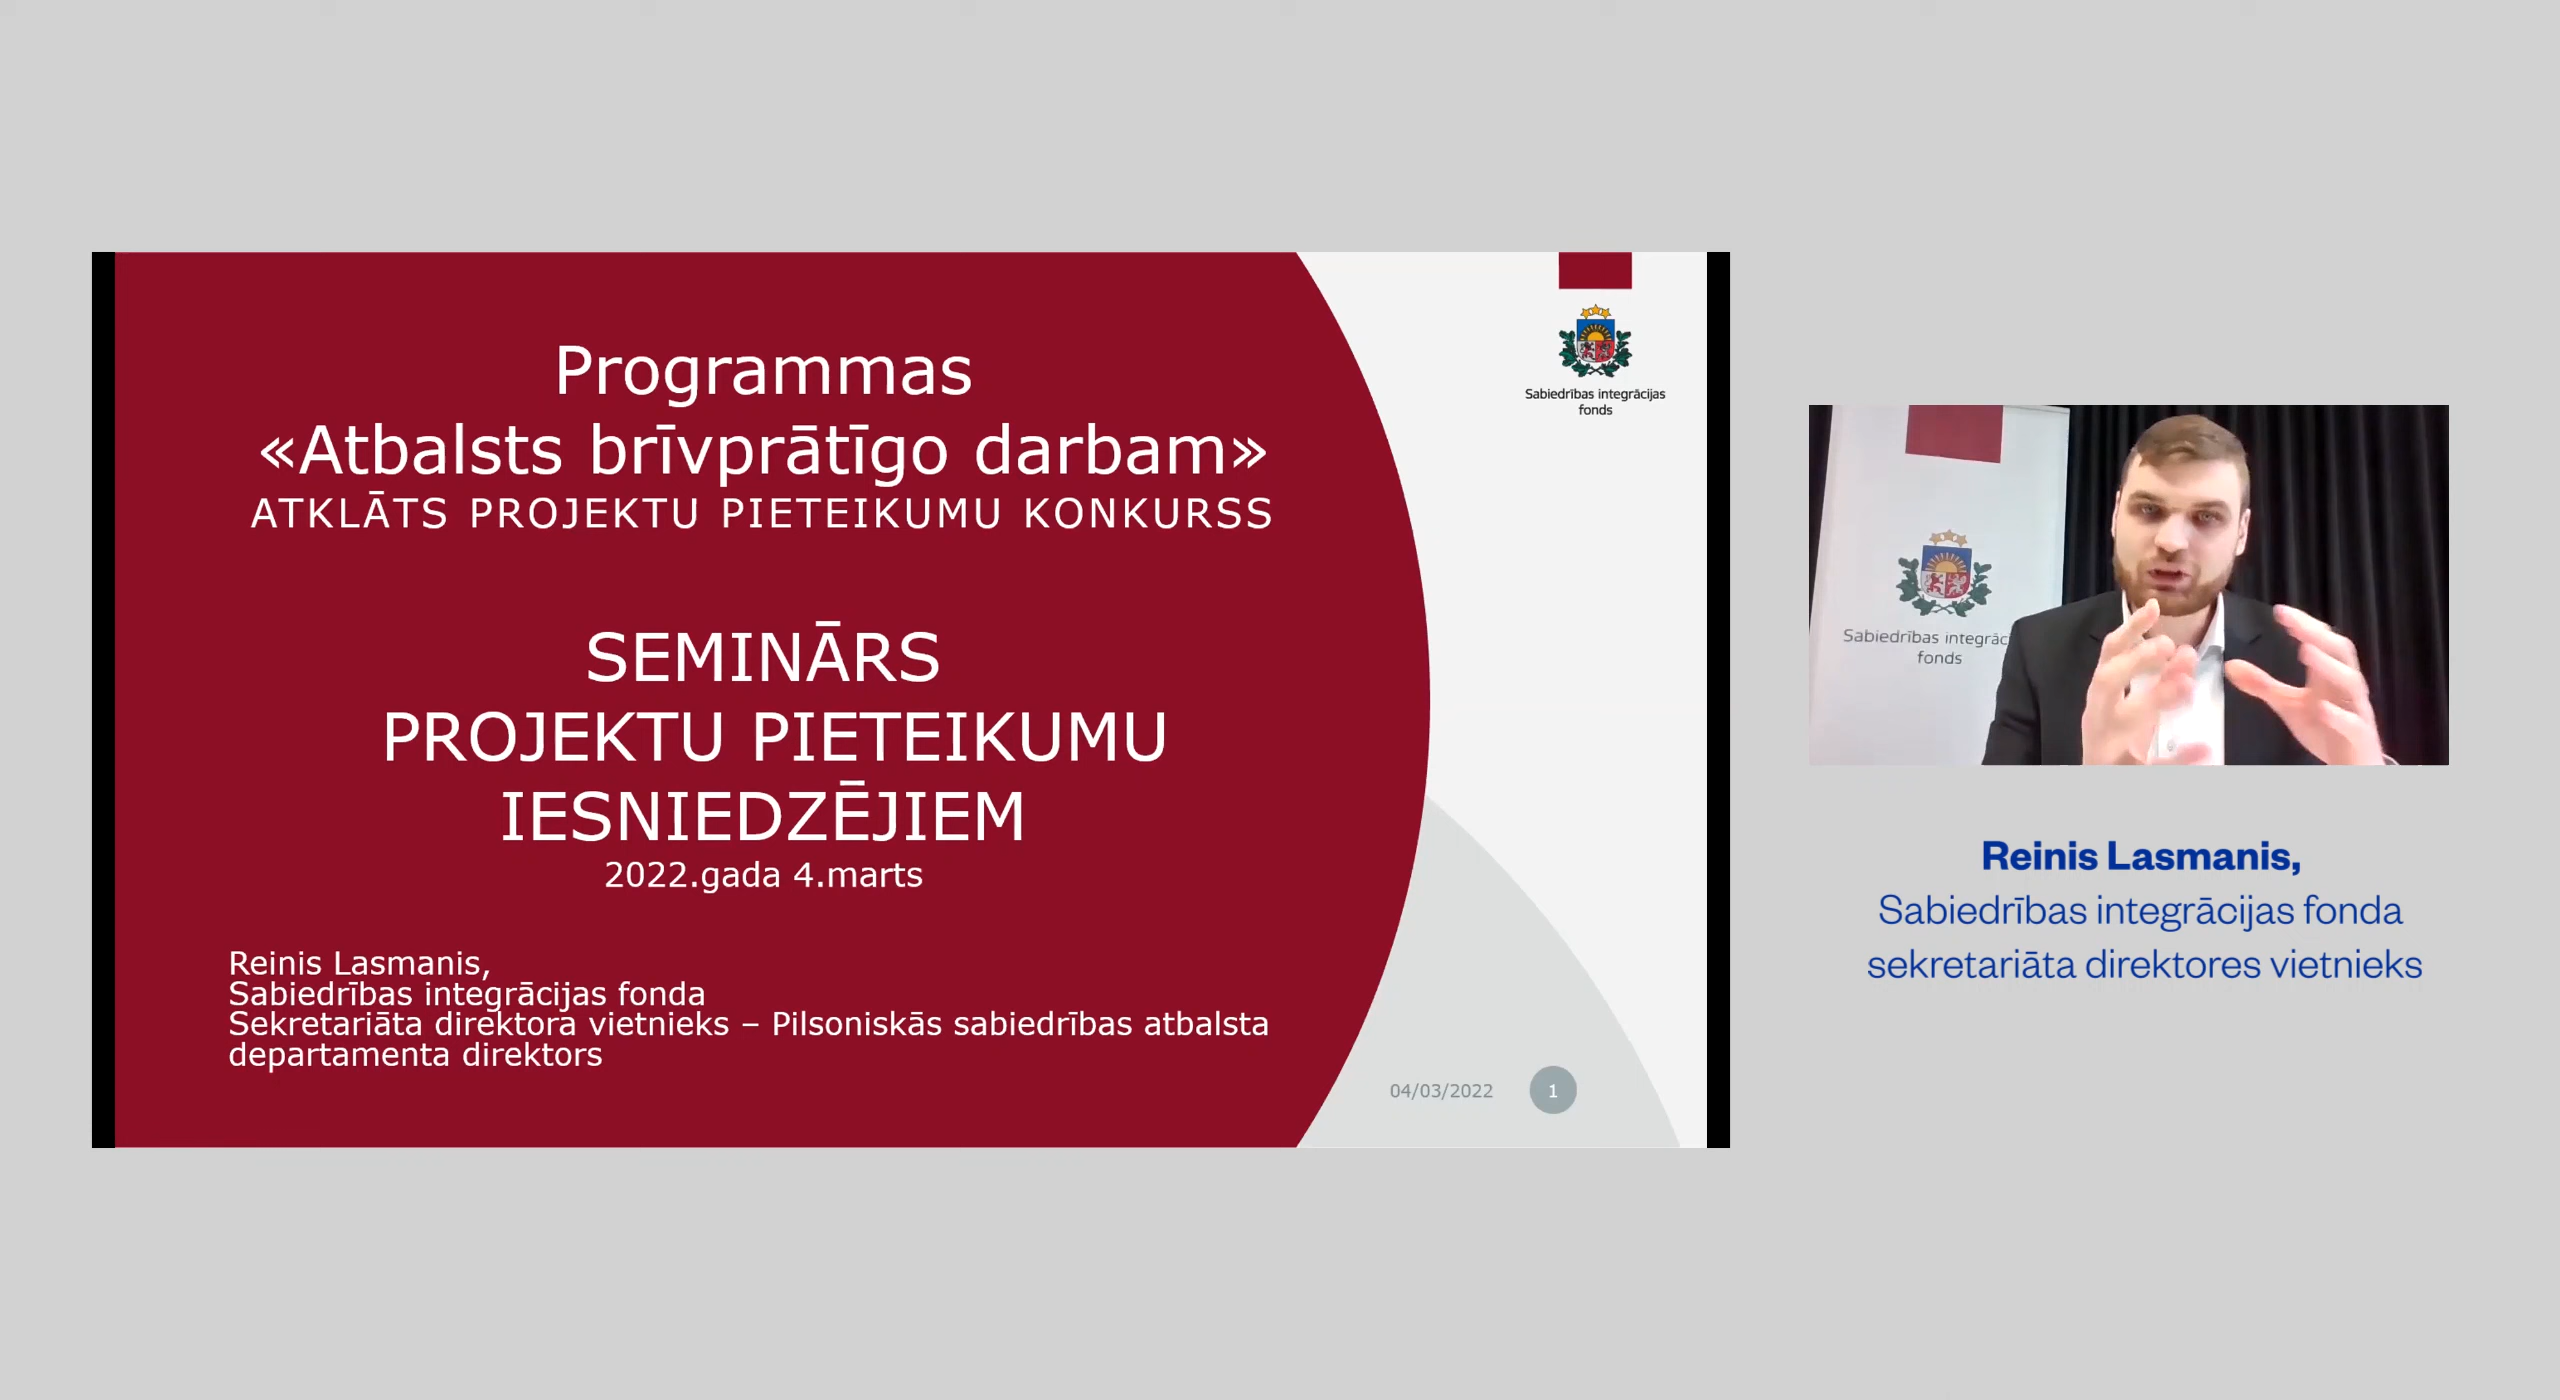 Programmas
«Atbalsts brīvprātīgo darbam»
ATKLĀTS PROJEKTU PIETEIKUMU KONKURSS
SEMINĀRS
PROJEKTU PIETEIKUMU
IESNIEDZĒJIEM
2022.gada 4.marts
Reinis Lasmanis,
Sabiedrības integrācijas fonda
Sekretariāta direktora vietnieks – Pilsoniskās sabiedrības atbalsta
departamenta direktors
Sabiedrības integrācijas
fonds
04/03/2022
1
Sabiedrības integrāci
fonds
Reinis Lasmanis,
Sabiedrības integrācijas fonda
sekretariāta direktores vietnieks